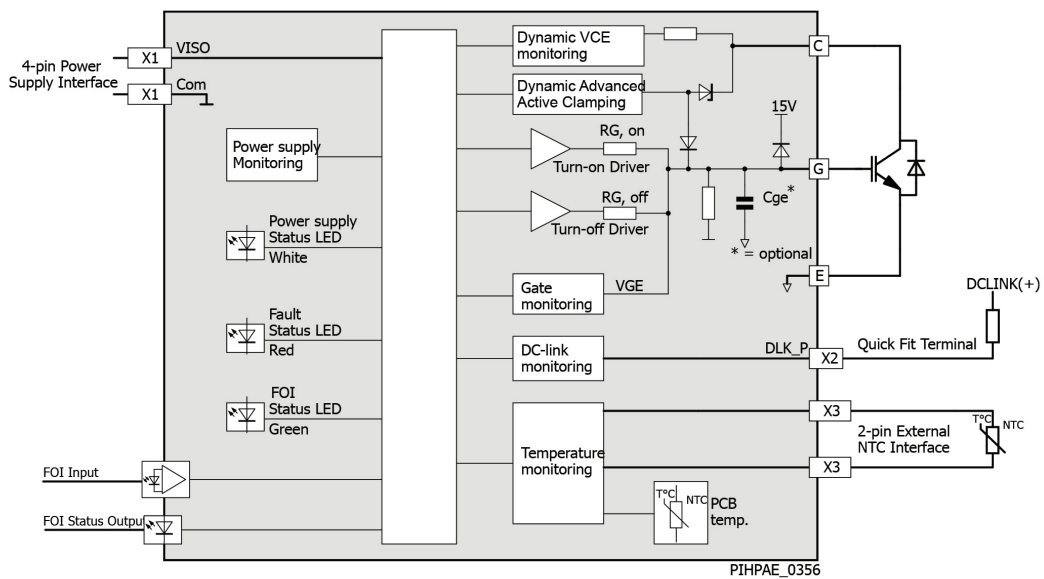 4-pin Power
Supply Interface
X1
VISO
X1
Com
Power supply
Monitoring
Power supply
Status LED
White
Fault
Status LED
Red
FOI
Status LED
Green
FOI Input
FOI Status Outpu
Dynamic VCE
monitoring
Dynamic Advanced
Active Clamping
RG, on
Turn-on Driver
RG, off
Turn-off Driver
15V
Cge*
* = optional
Gate
monitoring
VGE
DC-link
monitoring
DLK_P
Temperature
monitoring
T°C
NTC
PCB
temp.
C
G
E
X2
Quick Fit Terminal
DCLINK(+)
X3
2-pin External
NTC Interface
X3
T°C
NTC
PIHPAE_0356